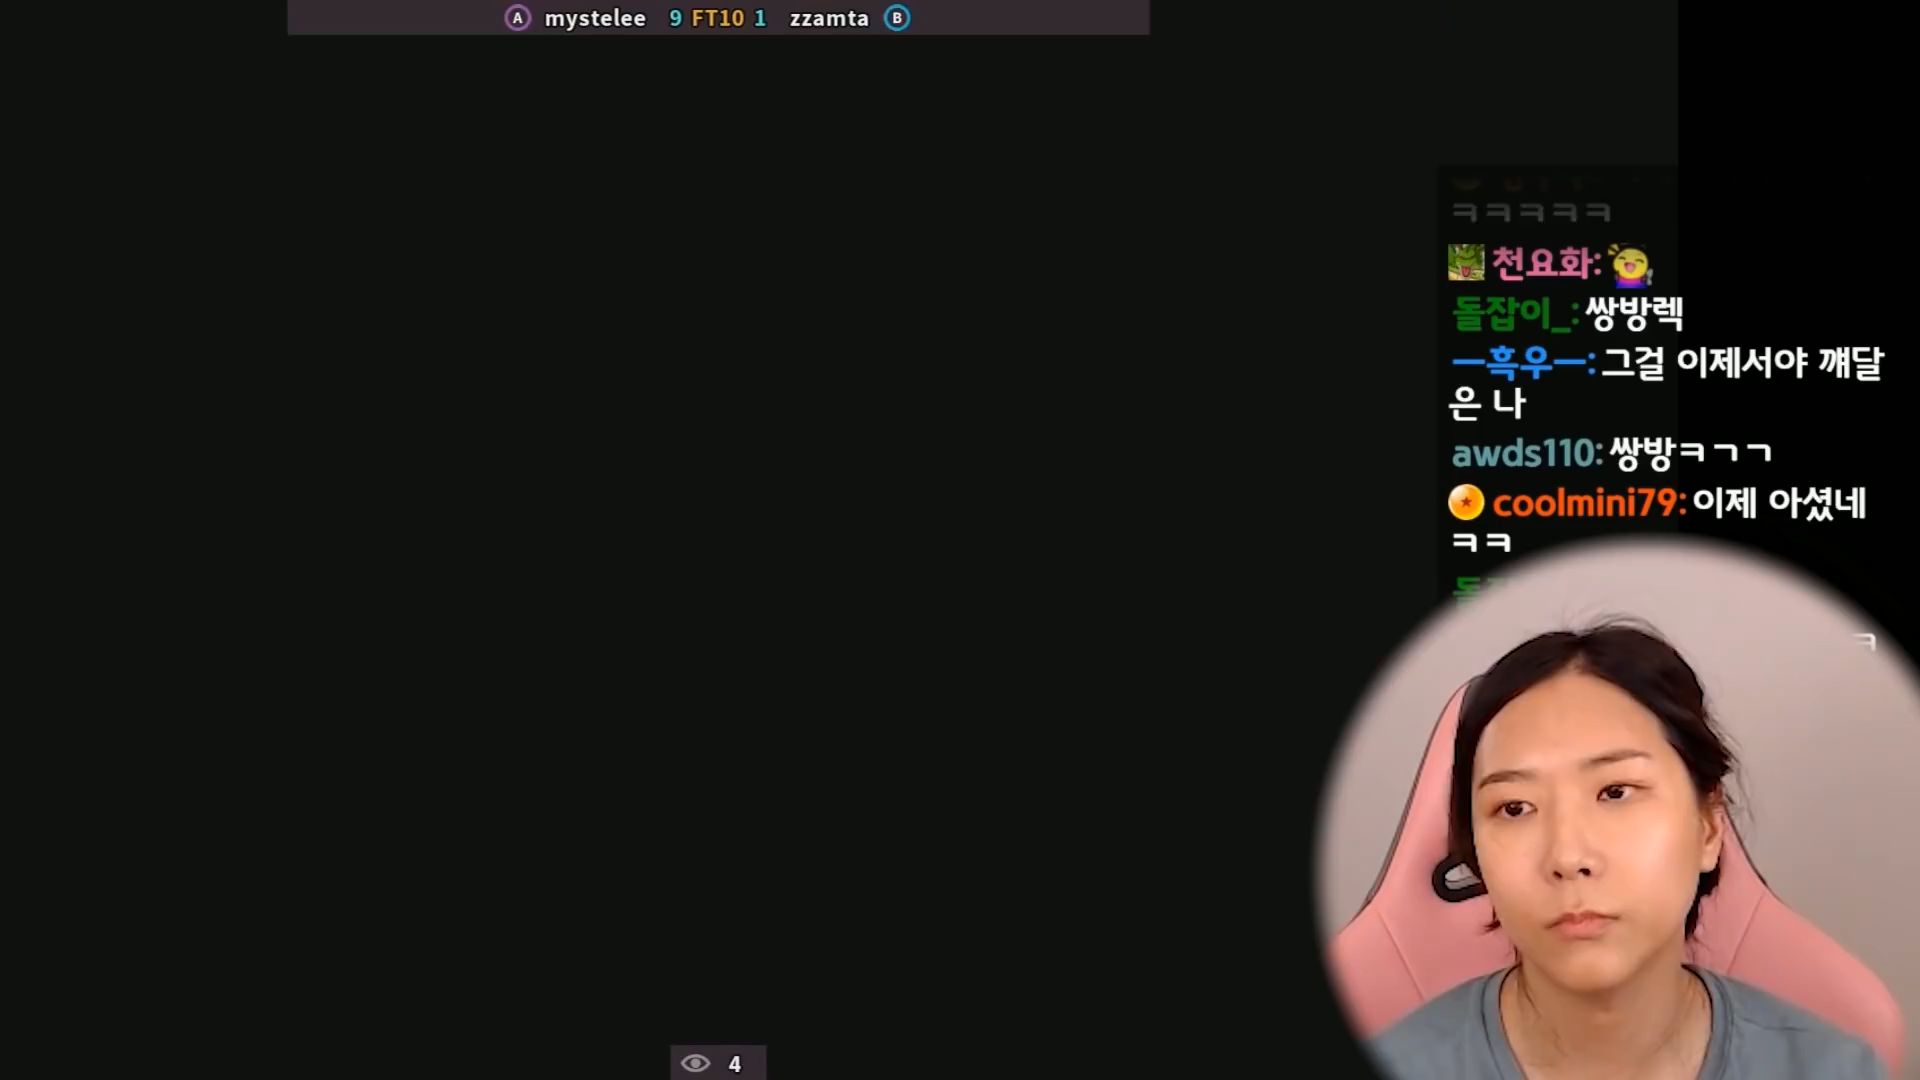 A mystelee 9 FT10 1 zzamta B
ㅋㅋㅋㅋㅋ
천요화:
돌잡이_: 쌍방렉
ㅡ흑우ㅡ: 그걸 이제서야 꺠달
은 나
awds110: 쌍방ㅋㄱㄱ
coolmini79: 이제 아셨네
ㅋㅋ
ㅋ
4